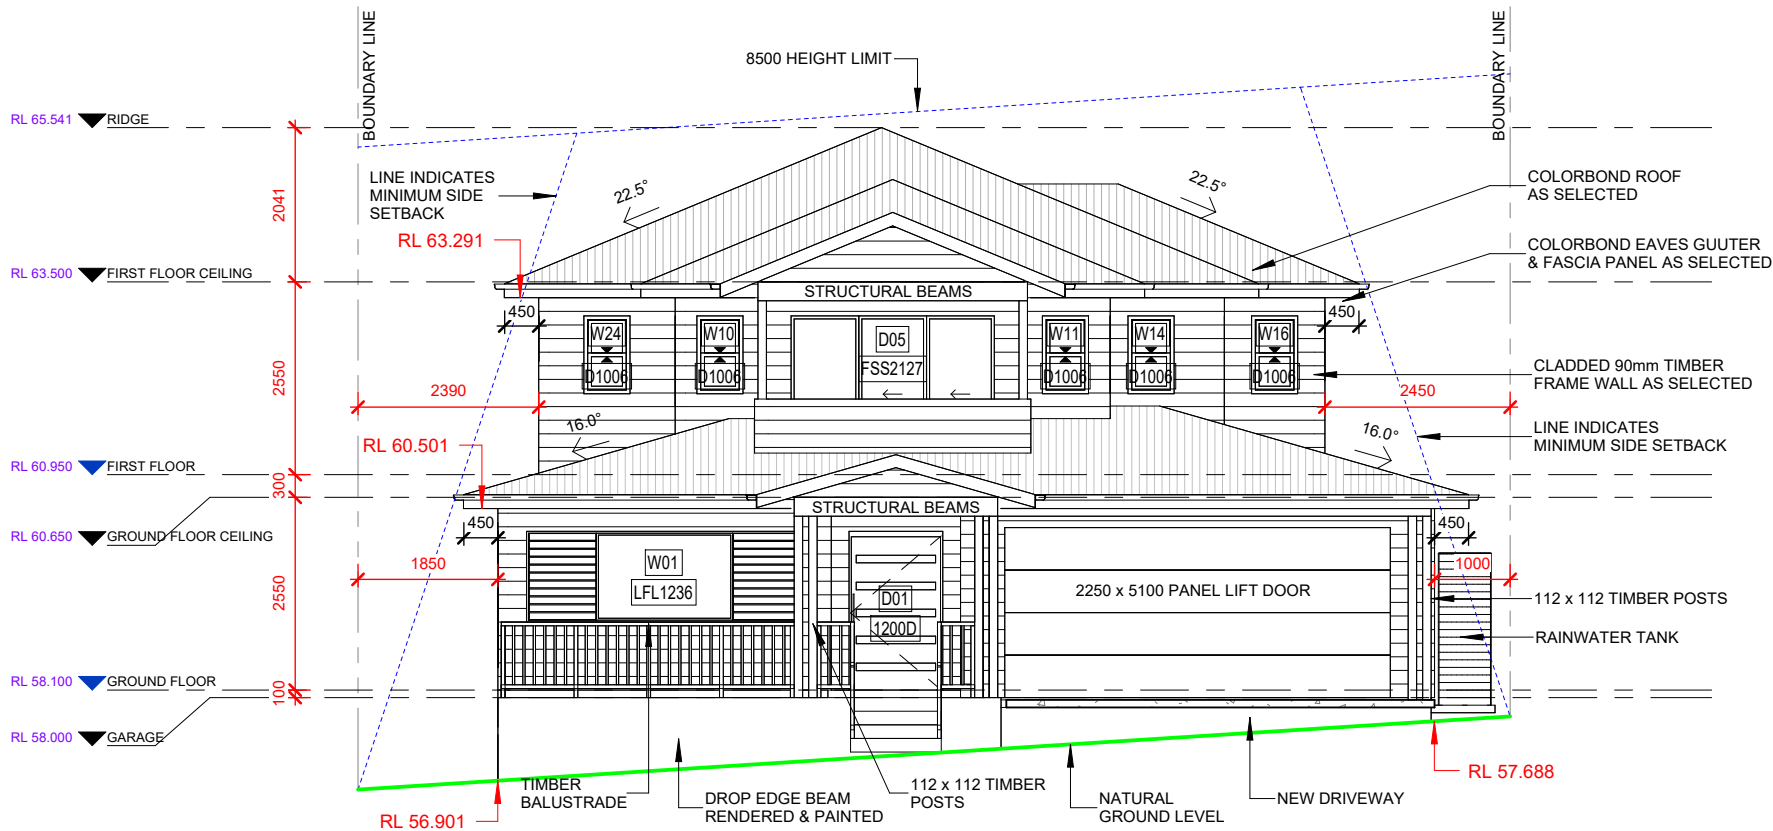 BOUNDARY LINE
BOUNDARY LINE
8500 HEIGHT LIMIT
RL 65.541 RIDGE
LINE INDICATES
MINIMUM SIDE
SETBACK
22.5°
22.5°
COLORBOND ROOF
AS SELECTED
2041
RL 63.291
COLORBOND EAVES GUUTER
& FASCIA PANEL AS SELECTED
RL 63.500 FIRST FLOOR CEILING
STRUCTURAL BEAMS
450
450
W24
W10
D05
W11
W14
W16
D1006
D1006
FSS2127
D1006
D1006
D1006
2550
CLADDED 90mm TIMBER
FRAME WALL AS SELECTED
2390
2450
16.0°
16.0°
RL 60.501
LINE INDICATES
MINIMUM SIDE SETBACK
RL 60.950 FIRST FLOOR
300
STRUCTURAL BEAMS
450
450
RL 60.650 GROUND FLOOR CEILING
1850
1000
W01
LFL1236
2550
D01
1200D
2250 x 5100 PANEL LIFT DOOR
112 x 112 TIMBER POSTS
RAINWATER TANK
RL 58.100 GROUND FLOOR
100
RL 58.000 GARAGE
RL 57.688
TIMBER
BALUSTRADE
DROP EDGE BEAM
RENDERED & PAINTED
112 x 112 TIMBER
POSTS
NATURAL
GROUND LEVEL
NEW DRIVEWAY
RL 56.901